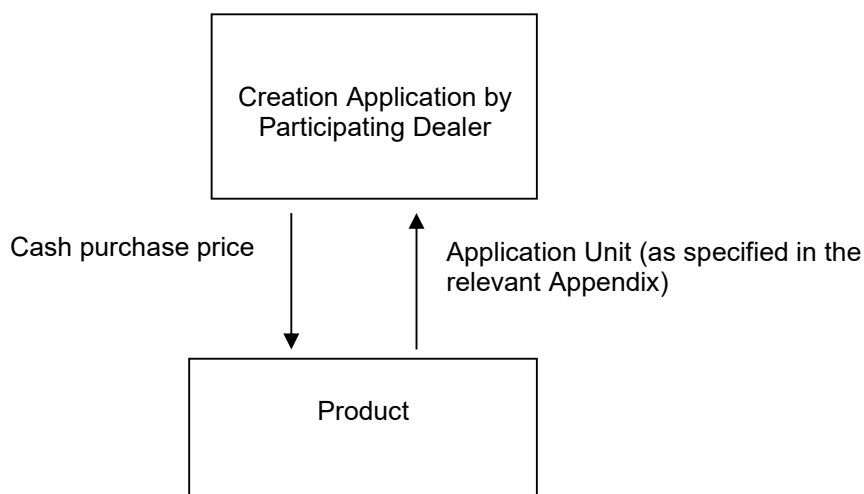 Creation Application by
Participating Dealer
Cash purchase price
Application Unit (as specified in the
relevant Appendix)
Product